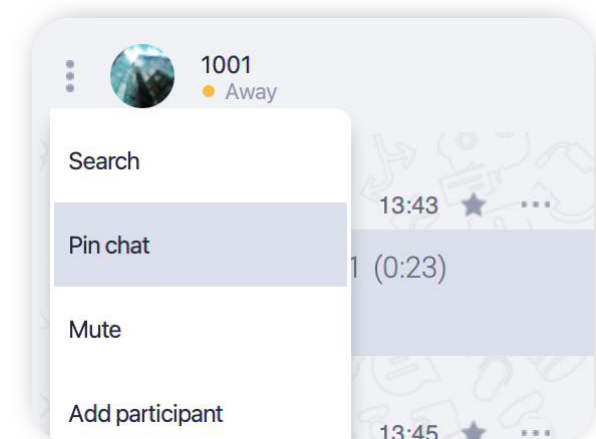 1001
Away
Search
13:43
Pin chat
1 (0:23)
Mute
Add participant
13:45